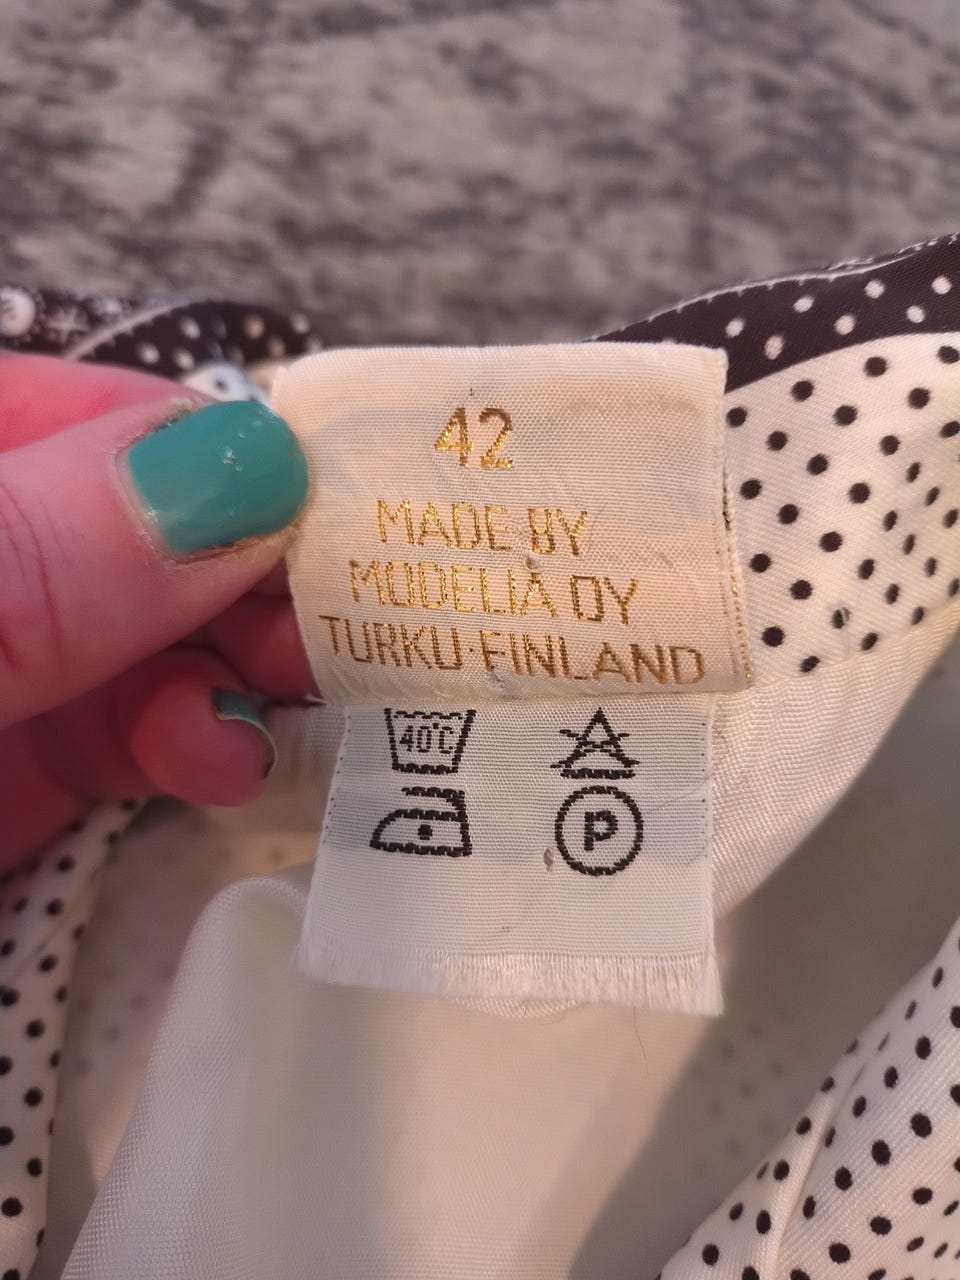 42
MADE BY
MODELIA OY
TURKU·FINLAND
40°C
P